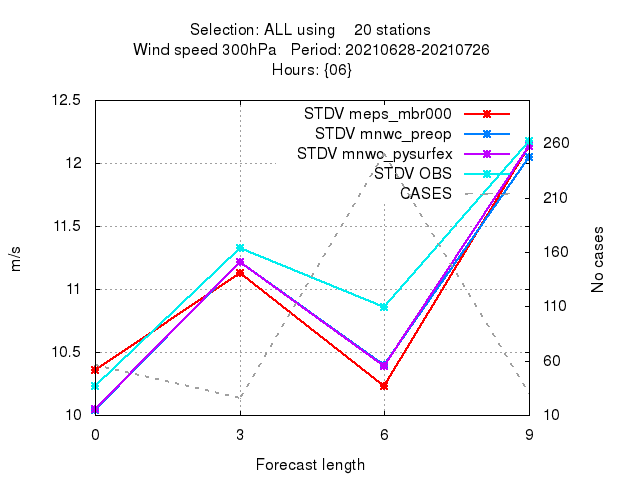 Selection: ALL using 20 stations
Wind speed 300hPa Period: 20210628-20210726
Hours: {06}
STDV meps_mbr000
STDV mnwc_preop
STDV mnwo_pysurfex
STDV OBS
CASES
12.5
12
11.5
11
10.5
10
260
210
160
110
60
10
m/s
No cases
0 3 6 9
Forecast length